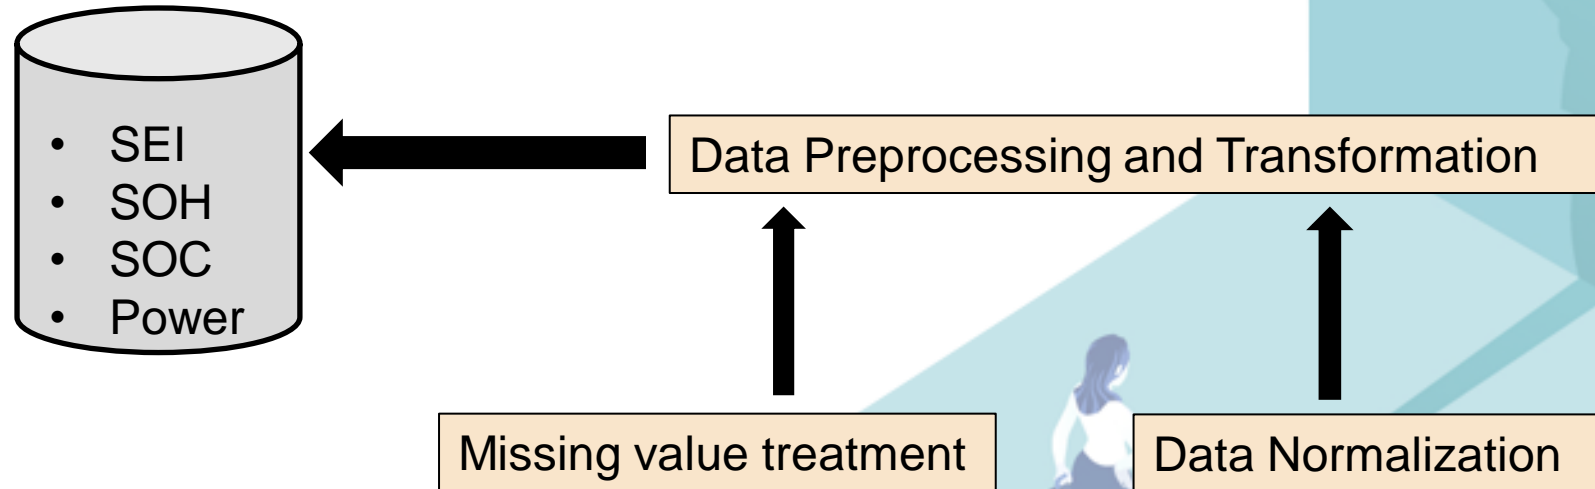 • SEI
• SOH
• SOC
• Power
Data Preprocessing and Transformation
Missing value treatment
Data Normalization